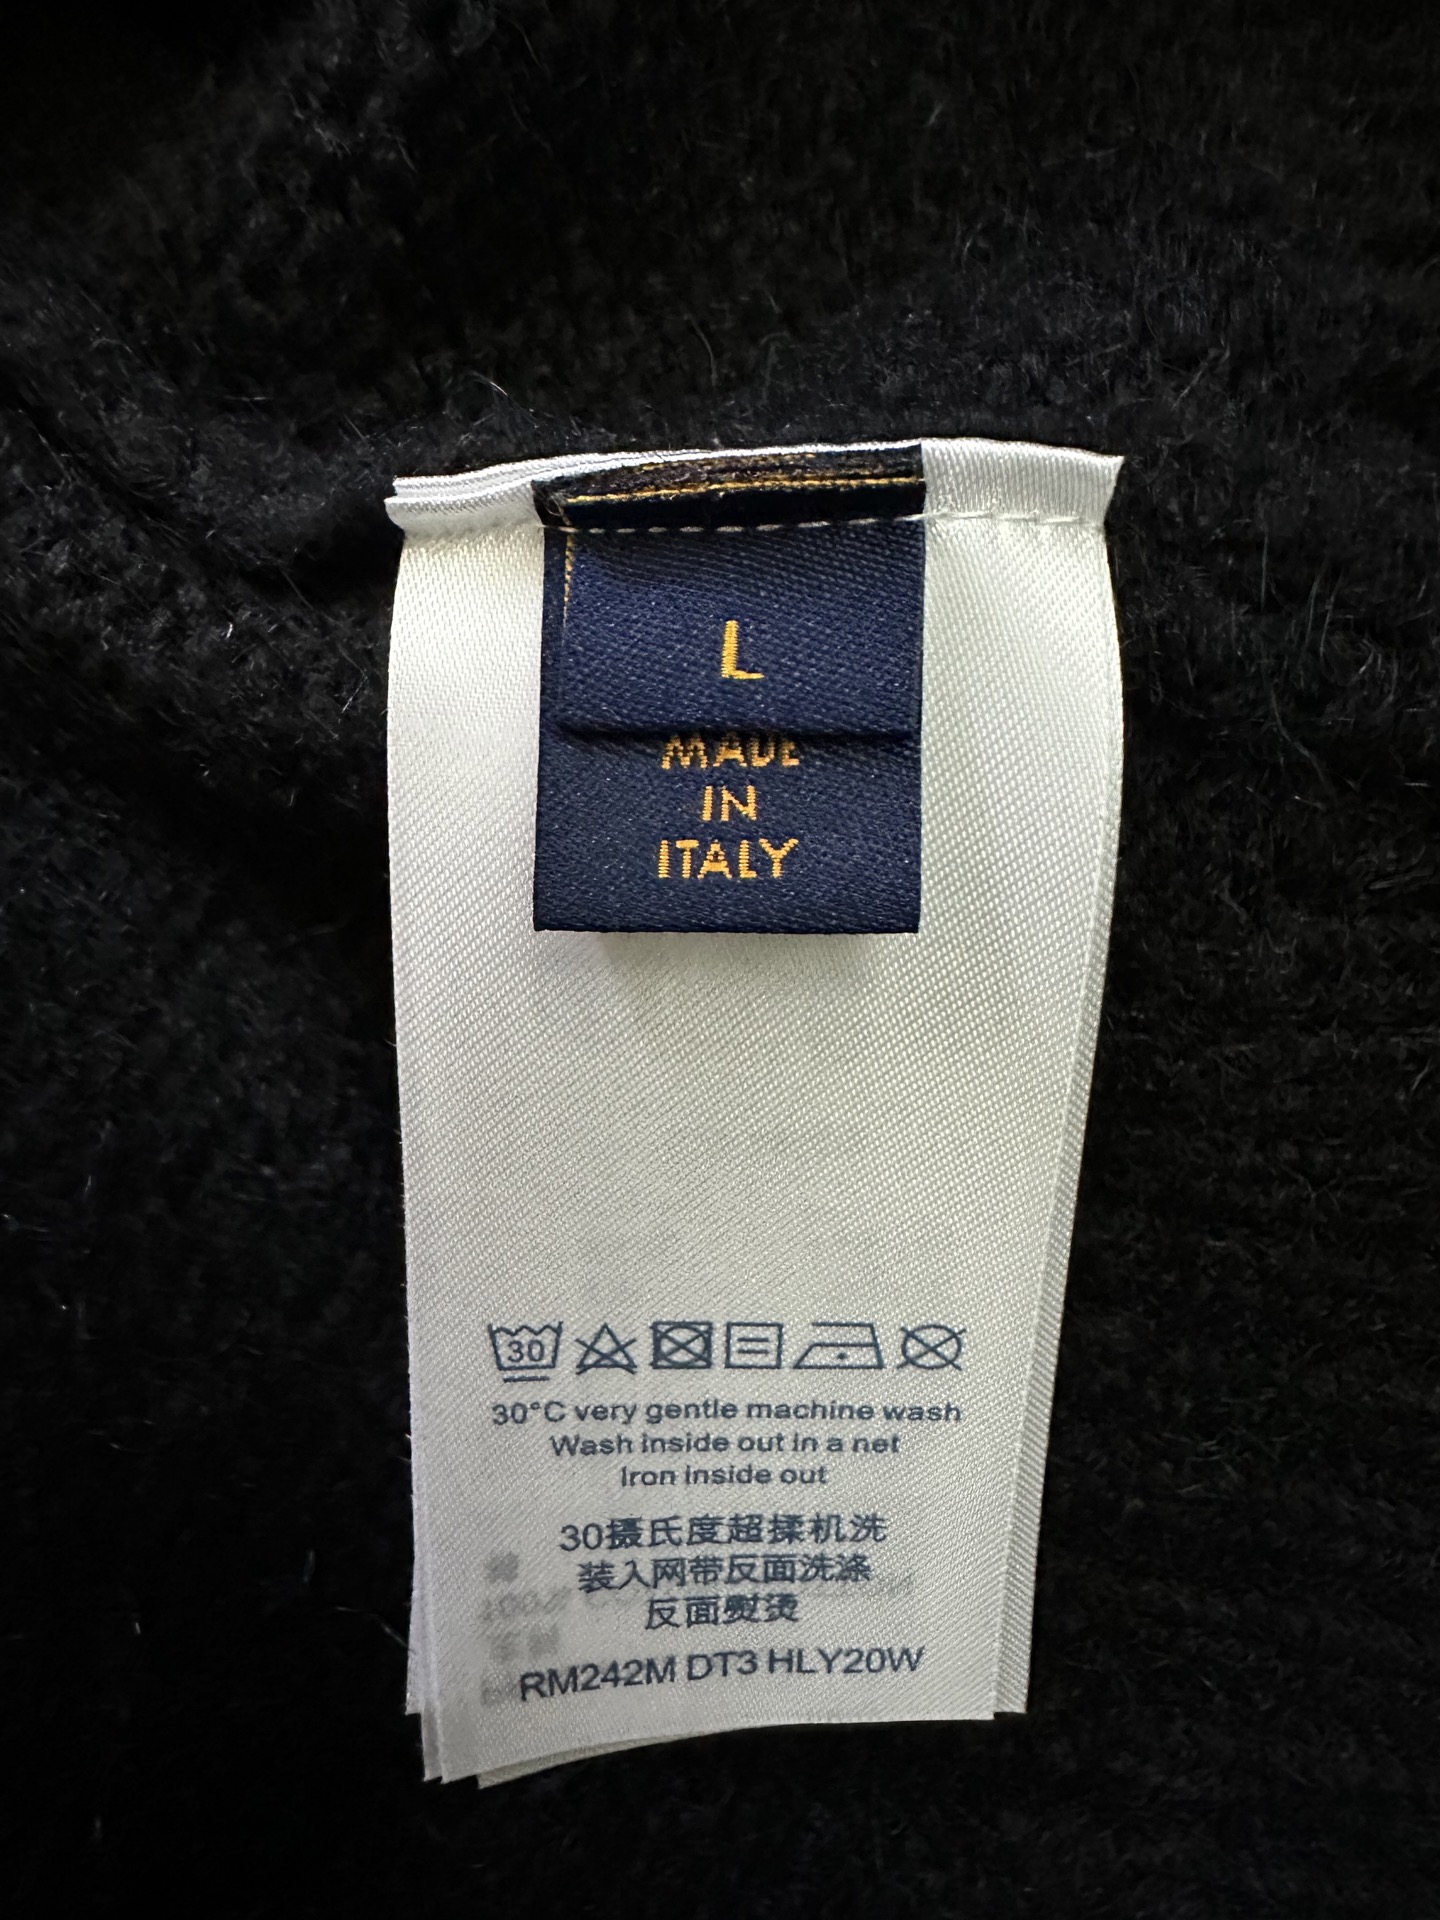 L
MADE
IN
ITALY
30
30°C very gentle machine wash
Wash inside out in a net
Iron inside out
30摄氏度超揉机洗
装入网带反面洗涤
反面熨烫
RM242M DT3 HLY20W